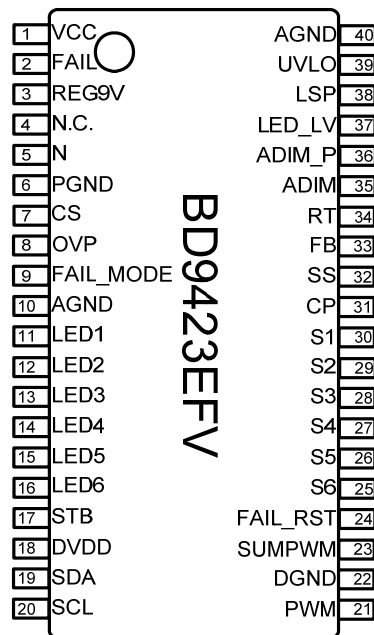 1 VCC AGND 40
2 FAIL UVLO 39
3 REG9V LSP 38
4 N.C. LED_LV 37
5 N ADIM_P 36
6 PGND ADIM 35
7 CS RT 34
8 OVP FB 33
9 FAIL_MODE SS 32
10 AGND CP 31
11 LED1 S1 30
12 LED2 S2 29
13 LED3 S3 28
14 LED4 S4 27
15 LED5 S5 26
16 LED6 S6 25
17 STB FAIL_RST 24
18 DVDD SUMPWM 23
19 SDA DGND 22
20 SCL PWM 21
BD9423EFV